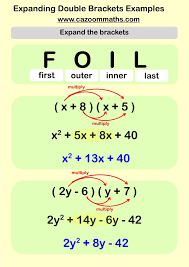 Expanding Double Brackets Examples
www.cazoommaths.com
Expand the brackets
F O I L
first outer inner last
multiply
( x + 8 ) ( x + 5 )
multiply
x² + 5x + 8x + 40
x² + 13x + 40
multiply
( 2y - 6 ) ( y + 7 )
multiply
2y² + 14y - 6y - 42
2y² + 8y - 42